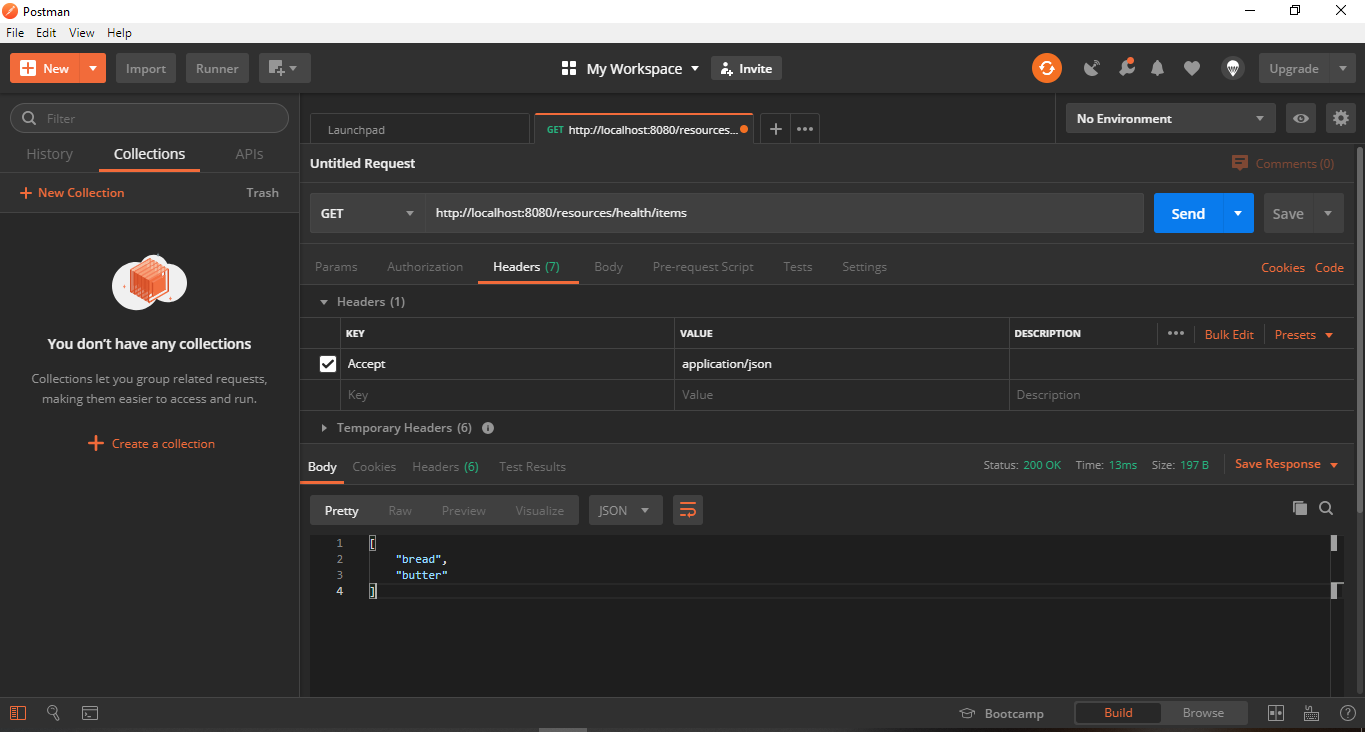 Postman
File Edit View Help
New Import Runner My Workspace Invite Upgrade
Filter
History Collections APIs
New Collection Trash
You don't have any collections
Collections let you group related requests,
making them easier to access and run.
Create a collection
Launchpad GET http://localhost:8080/resources... No Environment
Untitled Request Comments (0)
GET http://localhost:8080/resources/health/items Send Save
Params Authorization Headers (7) Body Pre-request Script Tests Settings Cookies Code
Headers (1)
KEY VALUE DESCRIPTION Bulk Edit Presets
Accept application/json
Key Value Description
Temporary Headers (6)
Body Cookies Headers (6) Test Results Status: 200 OK Time: 13ms Size: 197 B Save Response
Pretty Raw Preview Visualize JSON
1 [
2 "bread",
3 "butter"
4 ]
Bootcamp Build Browse